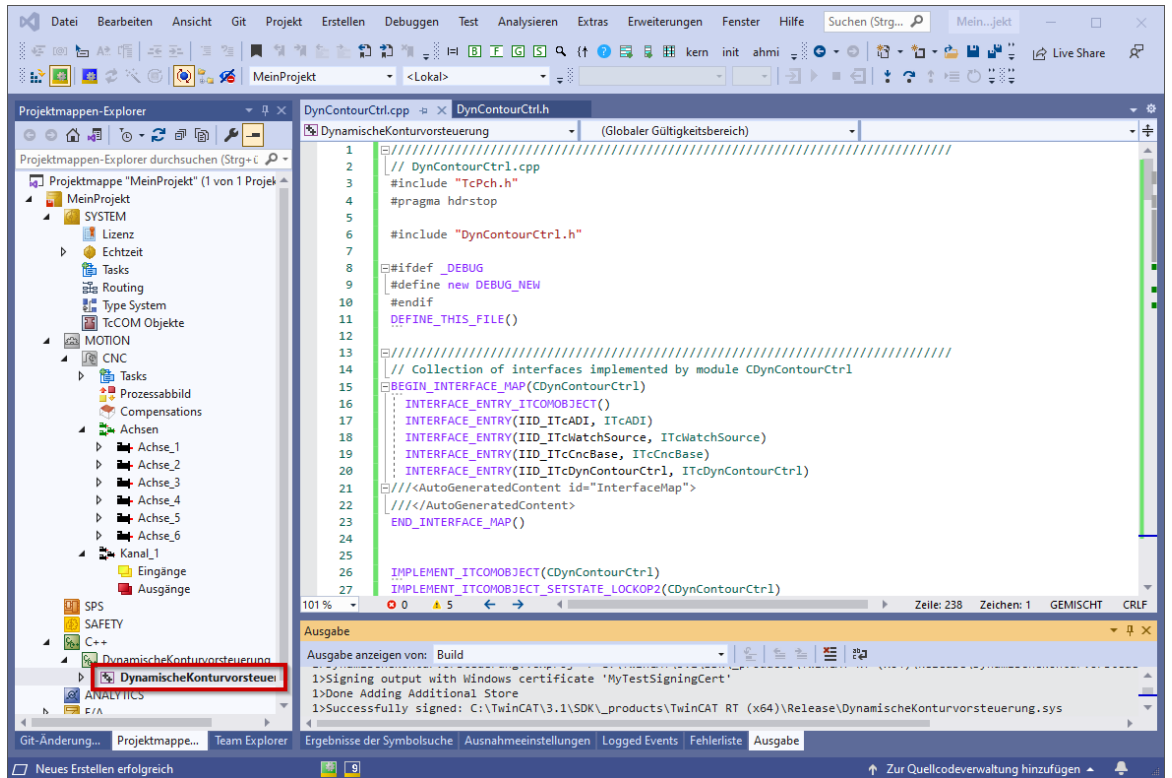 Datei Bearbeiten Ansicht Git Projekt Erstellen Debuggen Test Analysieren Extras Erweiterungen Fenster Hilfe Suchen (Strg... Mein...jekt
kern init ahmi Live Share
MeinProjekt <Lokal>
Projektmappen-Explorer
Projektmappen-Explorer durchsuchen (Strg+ü
Projektmappe "MeinProjekt" (1 von 1 Projek
MeinProjekt
SYSTEM
Lizenz
Echtzeit
Tasks
Routing
Type System
TcCOM Objekte
MOTION
CNC
Tasks
Prozessabbild
Compensations
Achsen
Achse_1
Achse_2
Achse_3
Achse_4
Achse_5
Achse_6
Kanal_1
Eingänge
Ausgänge
SPS
SAFETY
C++
DynamischeKonturvorsteuerung
DynamischeKonturvorsteuer
ANALYTICS
E/A
Git-Änderung... Projektmappe... Team Explorer
DynContourCtrl.cpp DynContourCtrl.h
DynamischeKonturvorsteuerung (Globaler Gültigkeitsbereich)
1 /////////////////////////////////////////////////////////////////////////////
2 // DynContourCtrl.cpp
3 #include "TcPch.h"
4 #pragma hdrstop
5
6 #include "DynContourCtrl.h"
7
8 #ifdef _DEBUG
9 #define new DEBUG_NEW
10 #endif
11 DEFINE_THIS_FILE()
12
13 /////////////////////////////////////////////////////////////////////////////
14 // Collection of interfaces implemented by module CDynContourCtrl
15 BEGIN_INTERFACE_MAP(CDynContourCtrl)
16 INTERFACE_ENTRY_ITCOMOBJECT()
17 INTERFACE_ENTRY(IID_ITcADI, ITcADI)
18 INTERFACE_ENTRY(IID_ITcWatchSource, ITcWatchSource)
19 INTERFACE_ENTRY(IID_ITcCncBase, ITcCncBase)
20 INTERFACE_ENTRY(IID_ITcDynContourCtrl, ITcDynContourCtrl)
21 ///<AutoGeneratedContent id="InterfaceMap">
22 ///</AutoGeneratedContent>
23 END_INTERFACE_MAP()
24
25
26 IMPLEMENT_ITCOMOBJECT(CDynContourCtrl)
27 IMPLEMENT_ITCOMOBJECT_SETSTATE_LOCKOP2(CDynContourCtrl)
101 % 0 5 Zeile: 238 Zeichen: 1 GEMISCHT CRLF
Ausgabe
Ausgabe anzeigen von: Build
1>Signing output with Windows certificate 'MyTestSigningCert'
1>Done Adding Additional Store
1>Successfully signed: C:\TwinCAT\3.1\SDK\_products\TwinCAT RT (x64)\Release\DynamischeKonturvorsteuerung.sys
Ergebnisse der Symbolsuche Ausnahmeeinstellungen Logged Events Fehlerliste Ausgabe
Neues Erstellen erfolgreich 9 Zur Quellcodeverwaltung hinzufügen